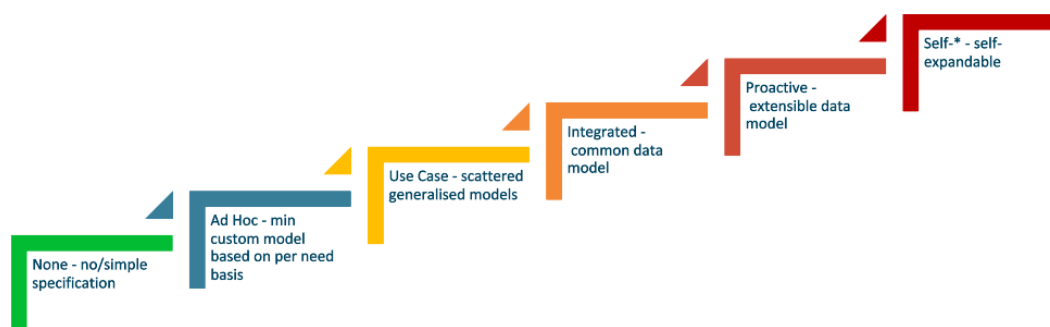 None - no/simple
specification
Ad Hoc - min
custom model
based on per need
basis
Use Case - scattered
generalised models
Integrated -
common data
model
Proactive -
extensible data
model
Self-* - self-
expandable